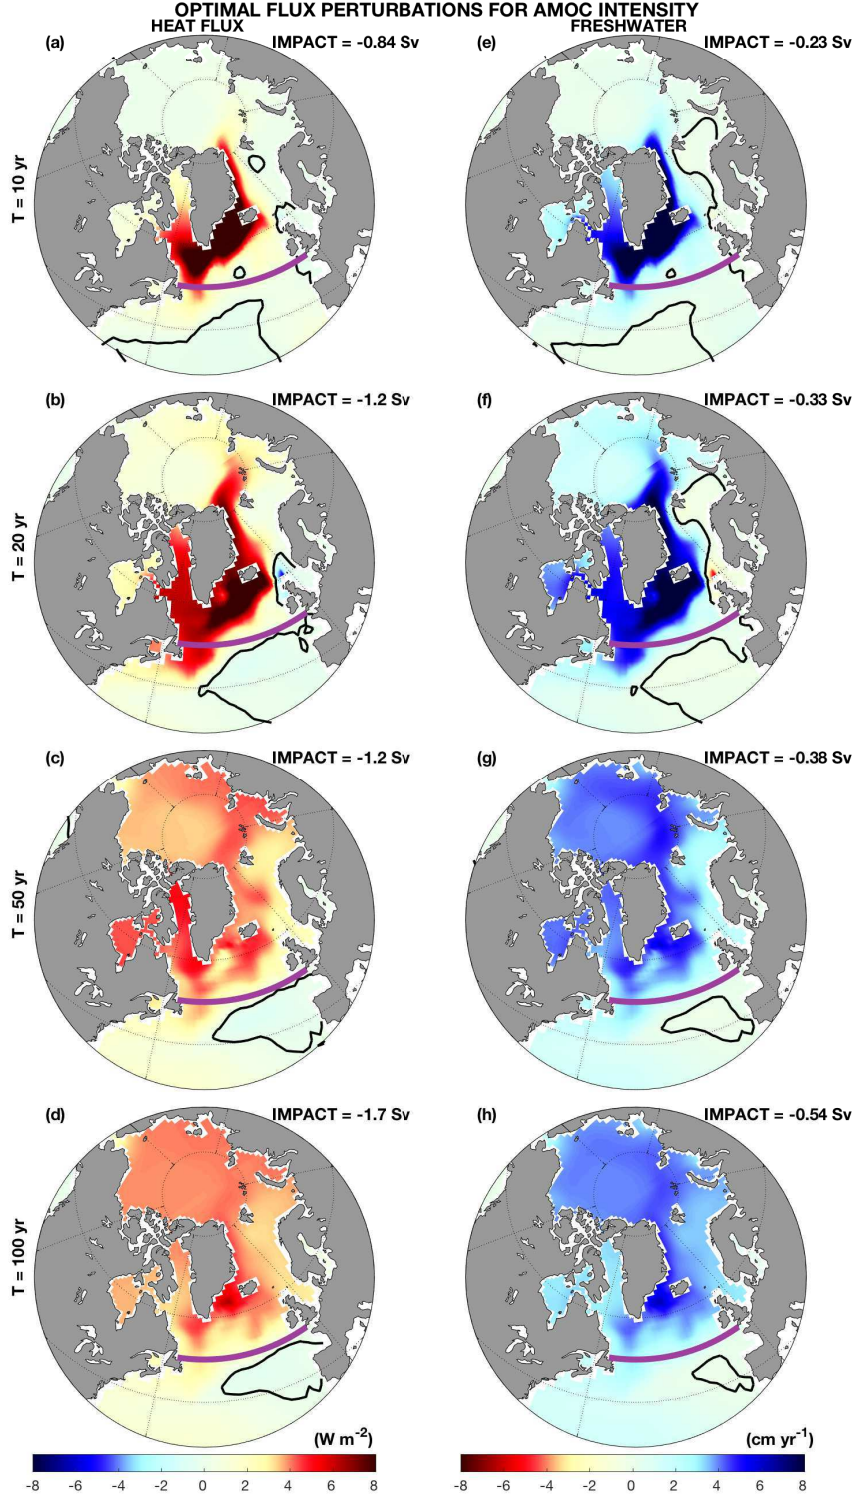 OPTIMAL FLUX PERTURBATIONS FOR AMOC INTENSITY
HEAT FLUX
FRESHWATER
(a)
IMPACT = -0.84 Sv
(e)
IMPACT = -0.23 Sv
T = 10 yr
(b)
IMPACT = -1.2 Sv
(f)
IMPACT = -0.33 Sv
T = 20 yr
(c)
IMPACT = -1.2 Sv
(g)
IMPACT = -0.38 Sv
T = 50 yr
(d)
IMPACT = -1.7 Sv
(h)
IMPACT = -0.54 Sv
T = 100 yr
(W m⁻²)
(cm yr⁻¹)
-8 -6 -4 -2 0 2 4 6 8
-8 -6 -4 -2 0 2 4 6 8